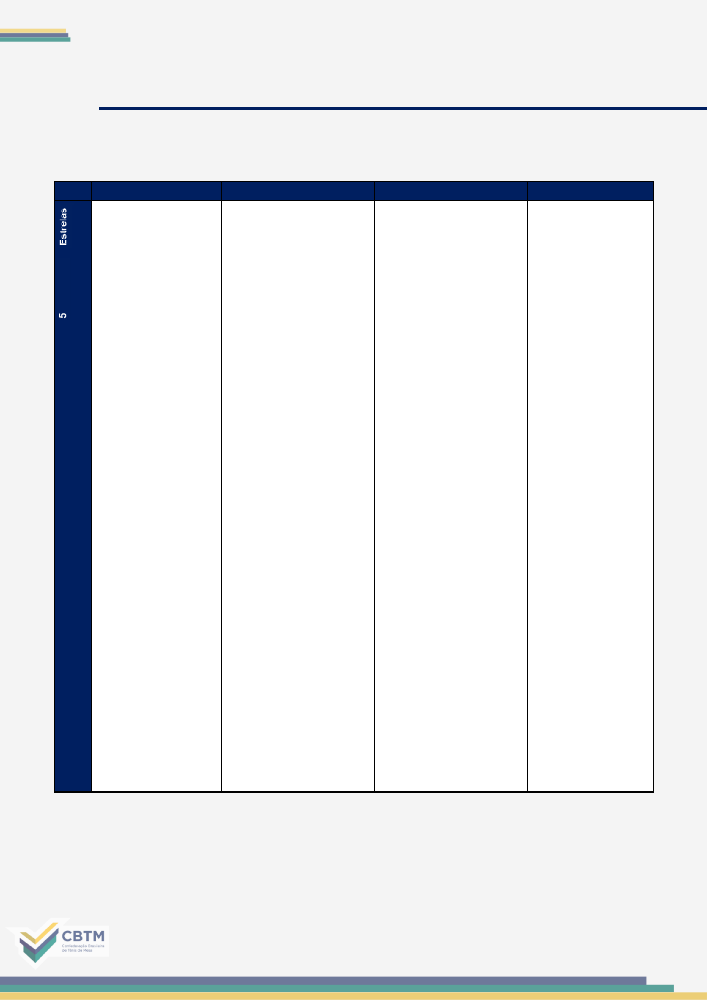 Estrelas
5
CBTM
Confederação Brasileira
de Tênis de Mesa